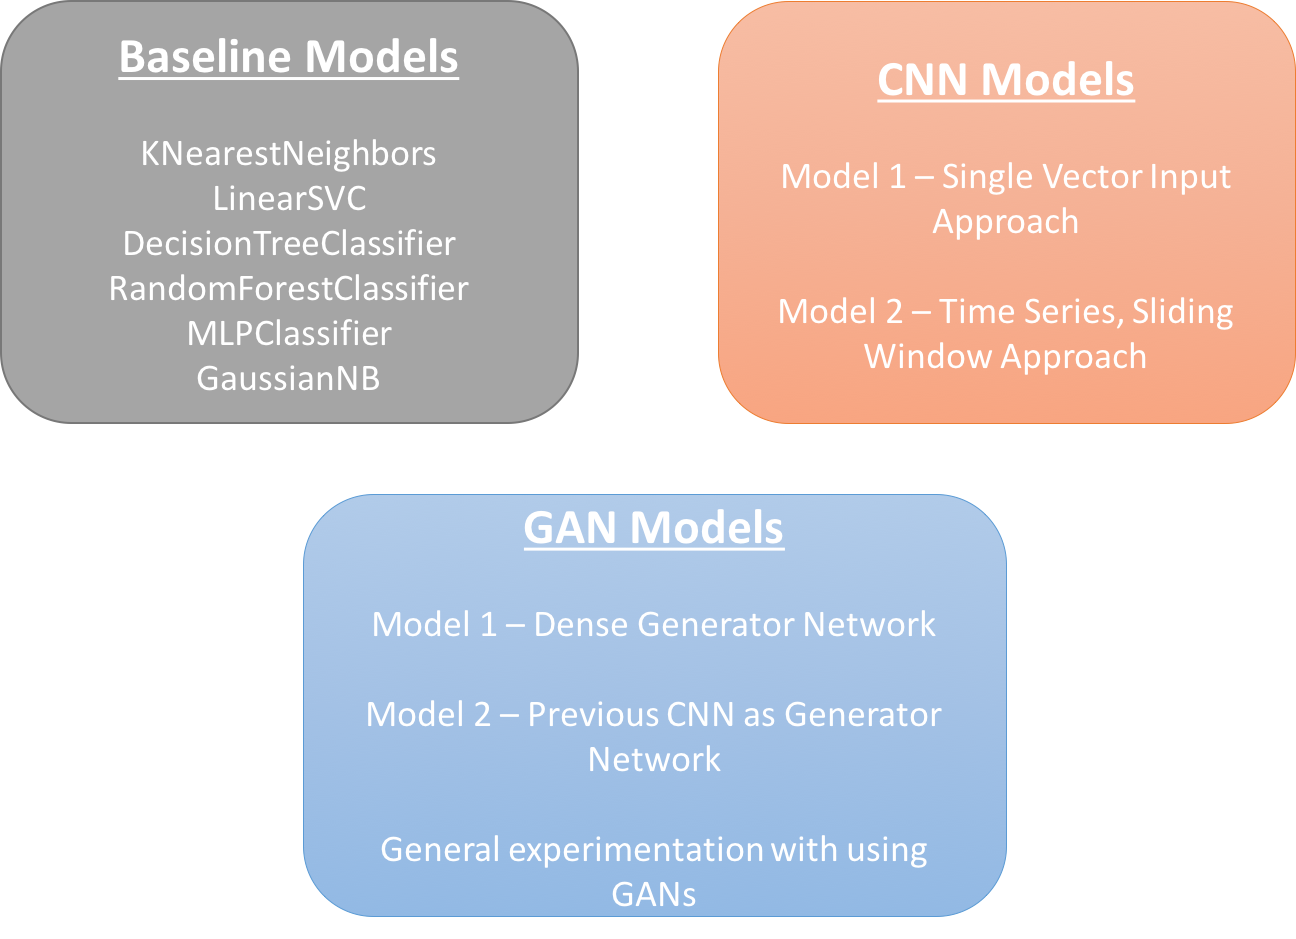 Baseline Models
KNearestNeighbors
LinearSVC
DecisionTreeClassifier
RandomForestClassifier
MLPClassifier
GaussianNB
CNN Models
Model 1 – Single Vector Input
Approach
Model 2 – Time Series, Sliding
Window Approach
GAN Models
Model 1 – Dense Generator Network
Model 2 – Previous CNN as Generator
Network
General experimentation with using
GANs